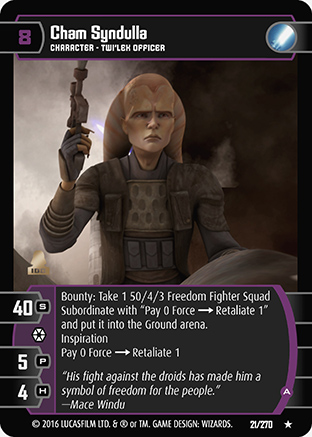 8
Cham Syndulla
CHARACTER - TWI'LEK OFFICER
40 S
Bounty: Take 1 50/4/3 Freedom Fighter Squad
Subordinate with “Pay 0 Force → Retaliate 1”
and put it into the Ground arena.
Inspiration
5 P
Pay 0 Force → Retaliate 1
4 H
“His fight against the droids has made him a
symbol of freedom for the people.”
—Mace Windu
A
© 2016 LUCASFILM LTD. & ® or TM. GAME DESIGN: WIZARDS.
21/270 ★